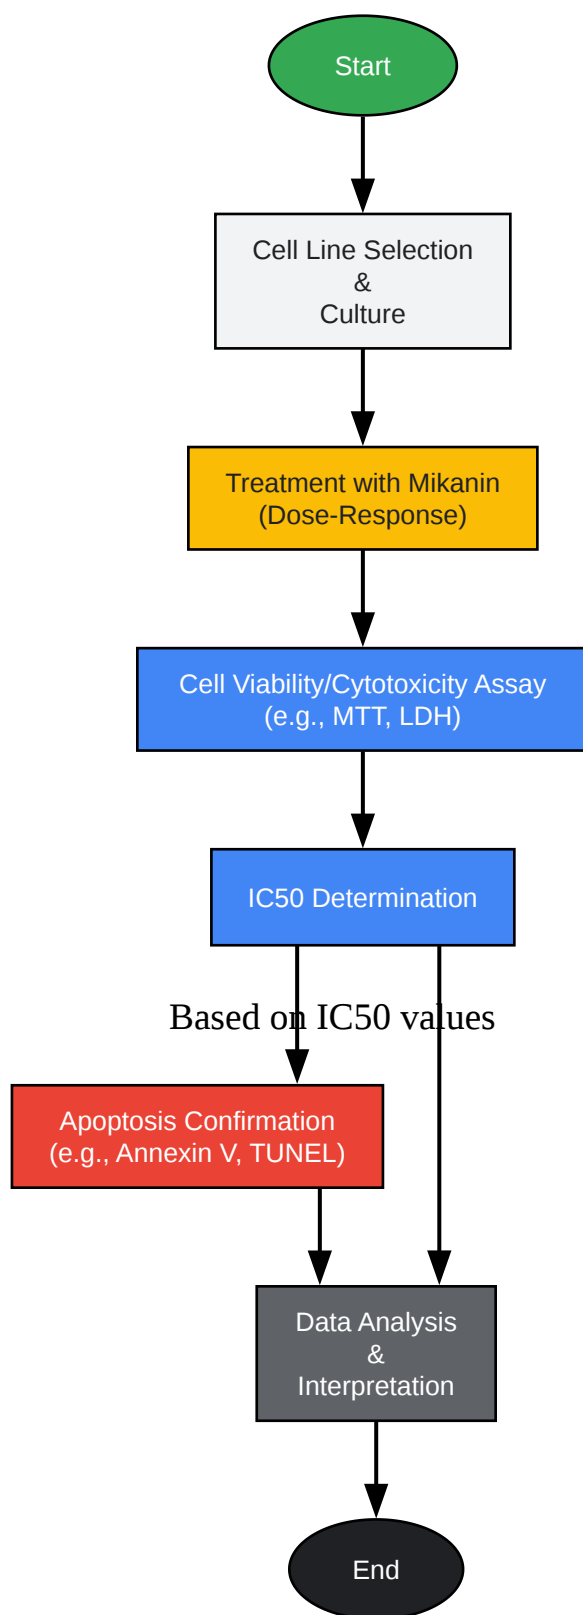 Start
Cell Line Selection
&
Culture
Treatment with Mikanin
(Dose-Response)
Cell Viability/Cytotoxicity Assay
(e.g., MTT, LDH)
IC50 Determination
Based on IC50 values
Apoptosis Confirmation
(e.g., Annexin V, TUNEL)
Data Analysis
&
Interpretation
End